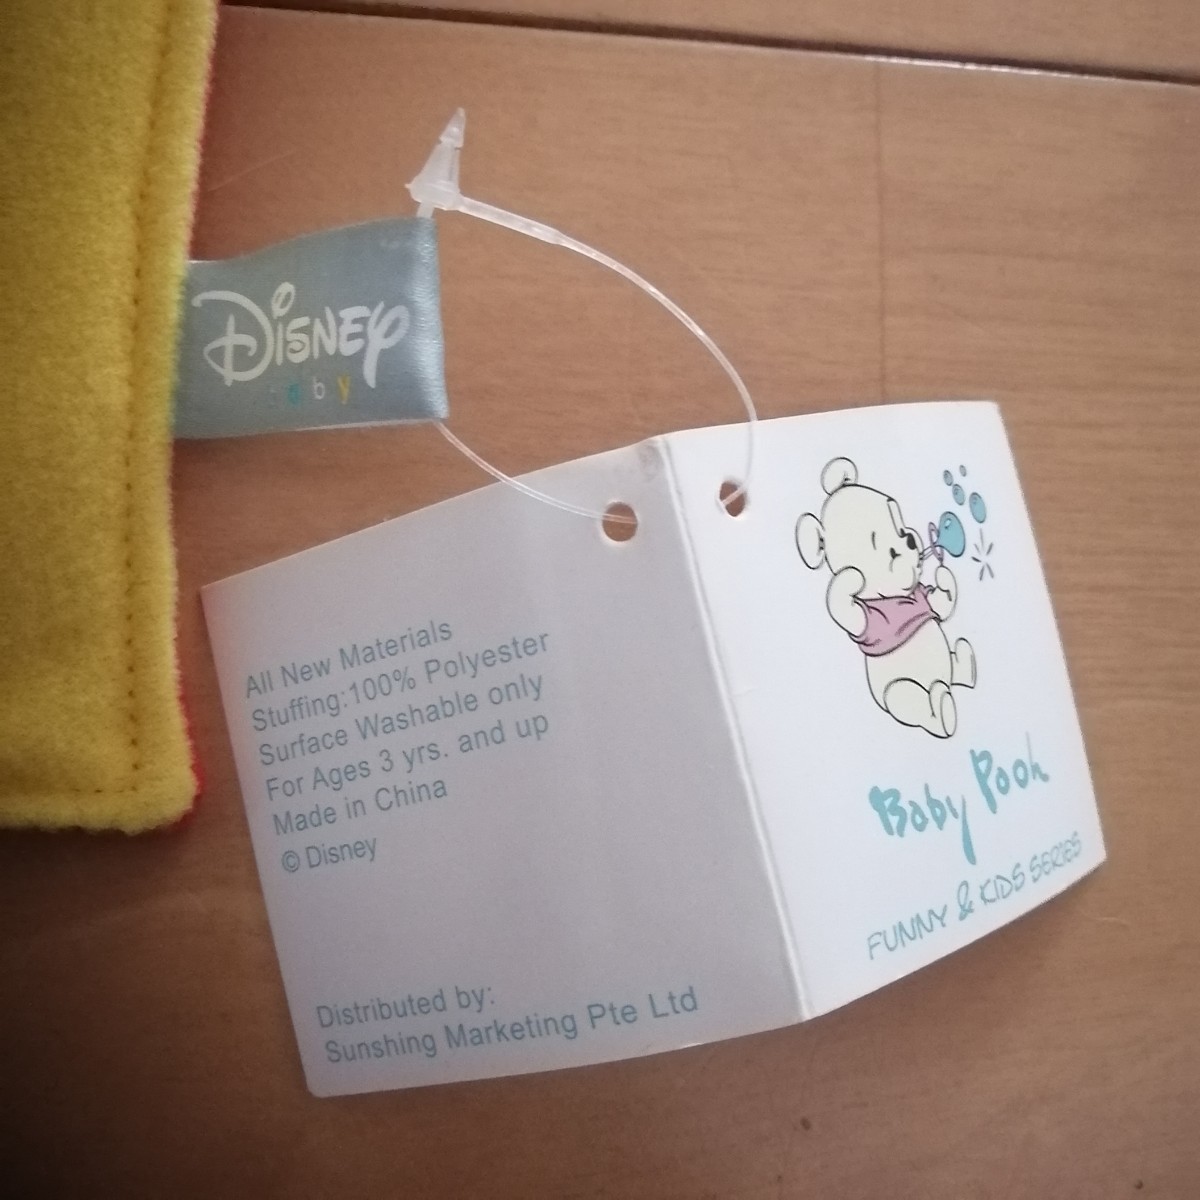 Disney
baby
All New Materials
Stuffing:100% Polyester
Surface Washable only
For Ages 3 yrs. and up
Made in China
© Disney
Distributed by:
Sunshing Marketing Pte Ltd
Baby Pooh
FUNNY & KIDS SERIES